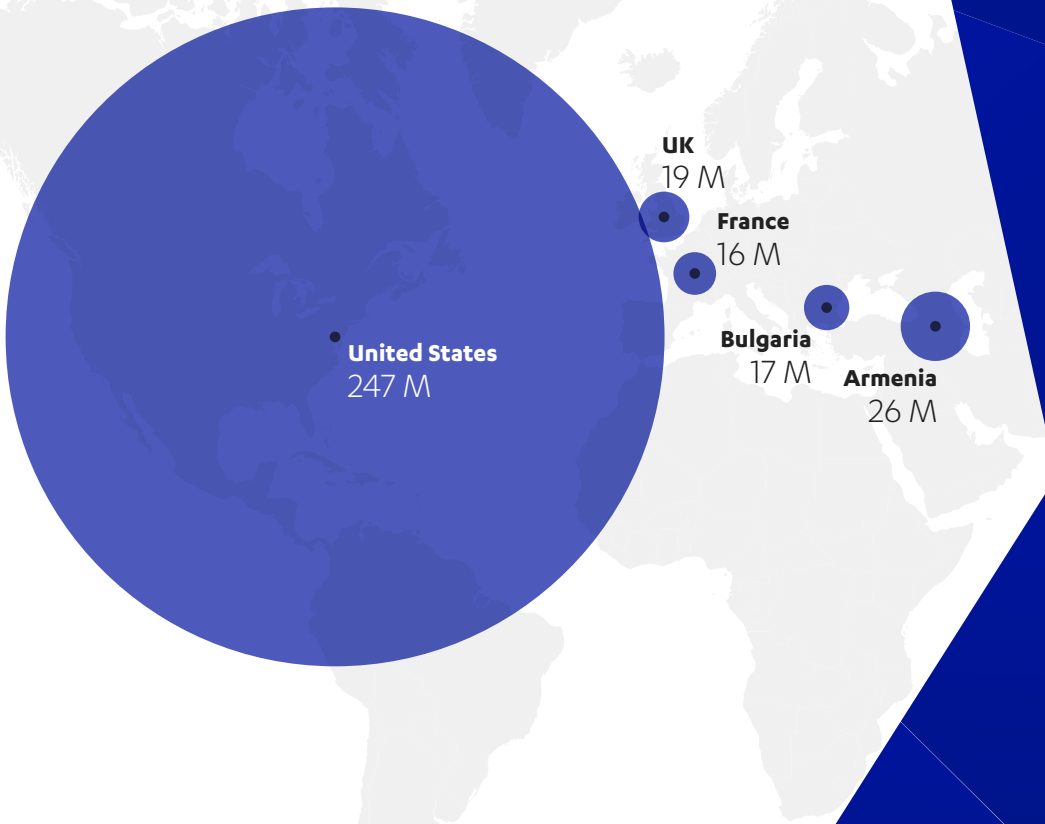 UK
19 M
France
16 M
United States
247 M
Bulgaria
17 M
Armenia
26 M